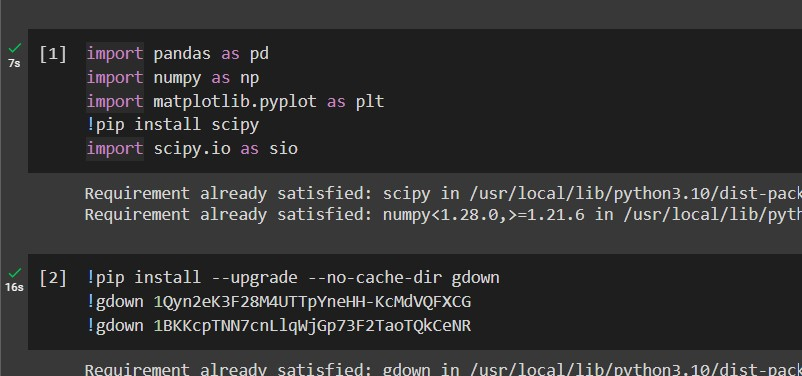 [1] import pandas as pd
7s import numpy as np
import matplotlib.pyplot as plt
!pip install scipy
import scipy.io as sio
Requirement already satisfied: scipy in /usr/local/lib/python3.10/dist-pack
Requirement already satisfied: numpy<1.28.0,>=1.21.6 in /usr/local/lib/pyth
[2] !pip install --upgrade --no-cache-dir gdown
16s !gdown 1Qyn2eK3F28M4UTTpYneHH-KcMdVQFXCG
!gdown 1BKKcpTNN7cnLlqWjGp73F2TaoTQkCeNR
Requirement already satisfied: gdown in /usr/local/lib/python3.10/dist-pack